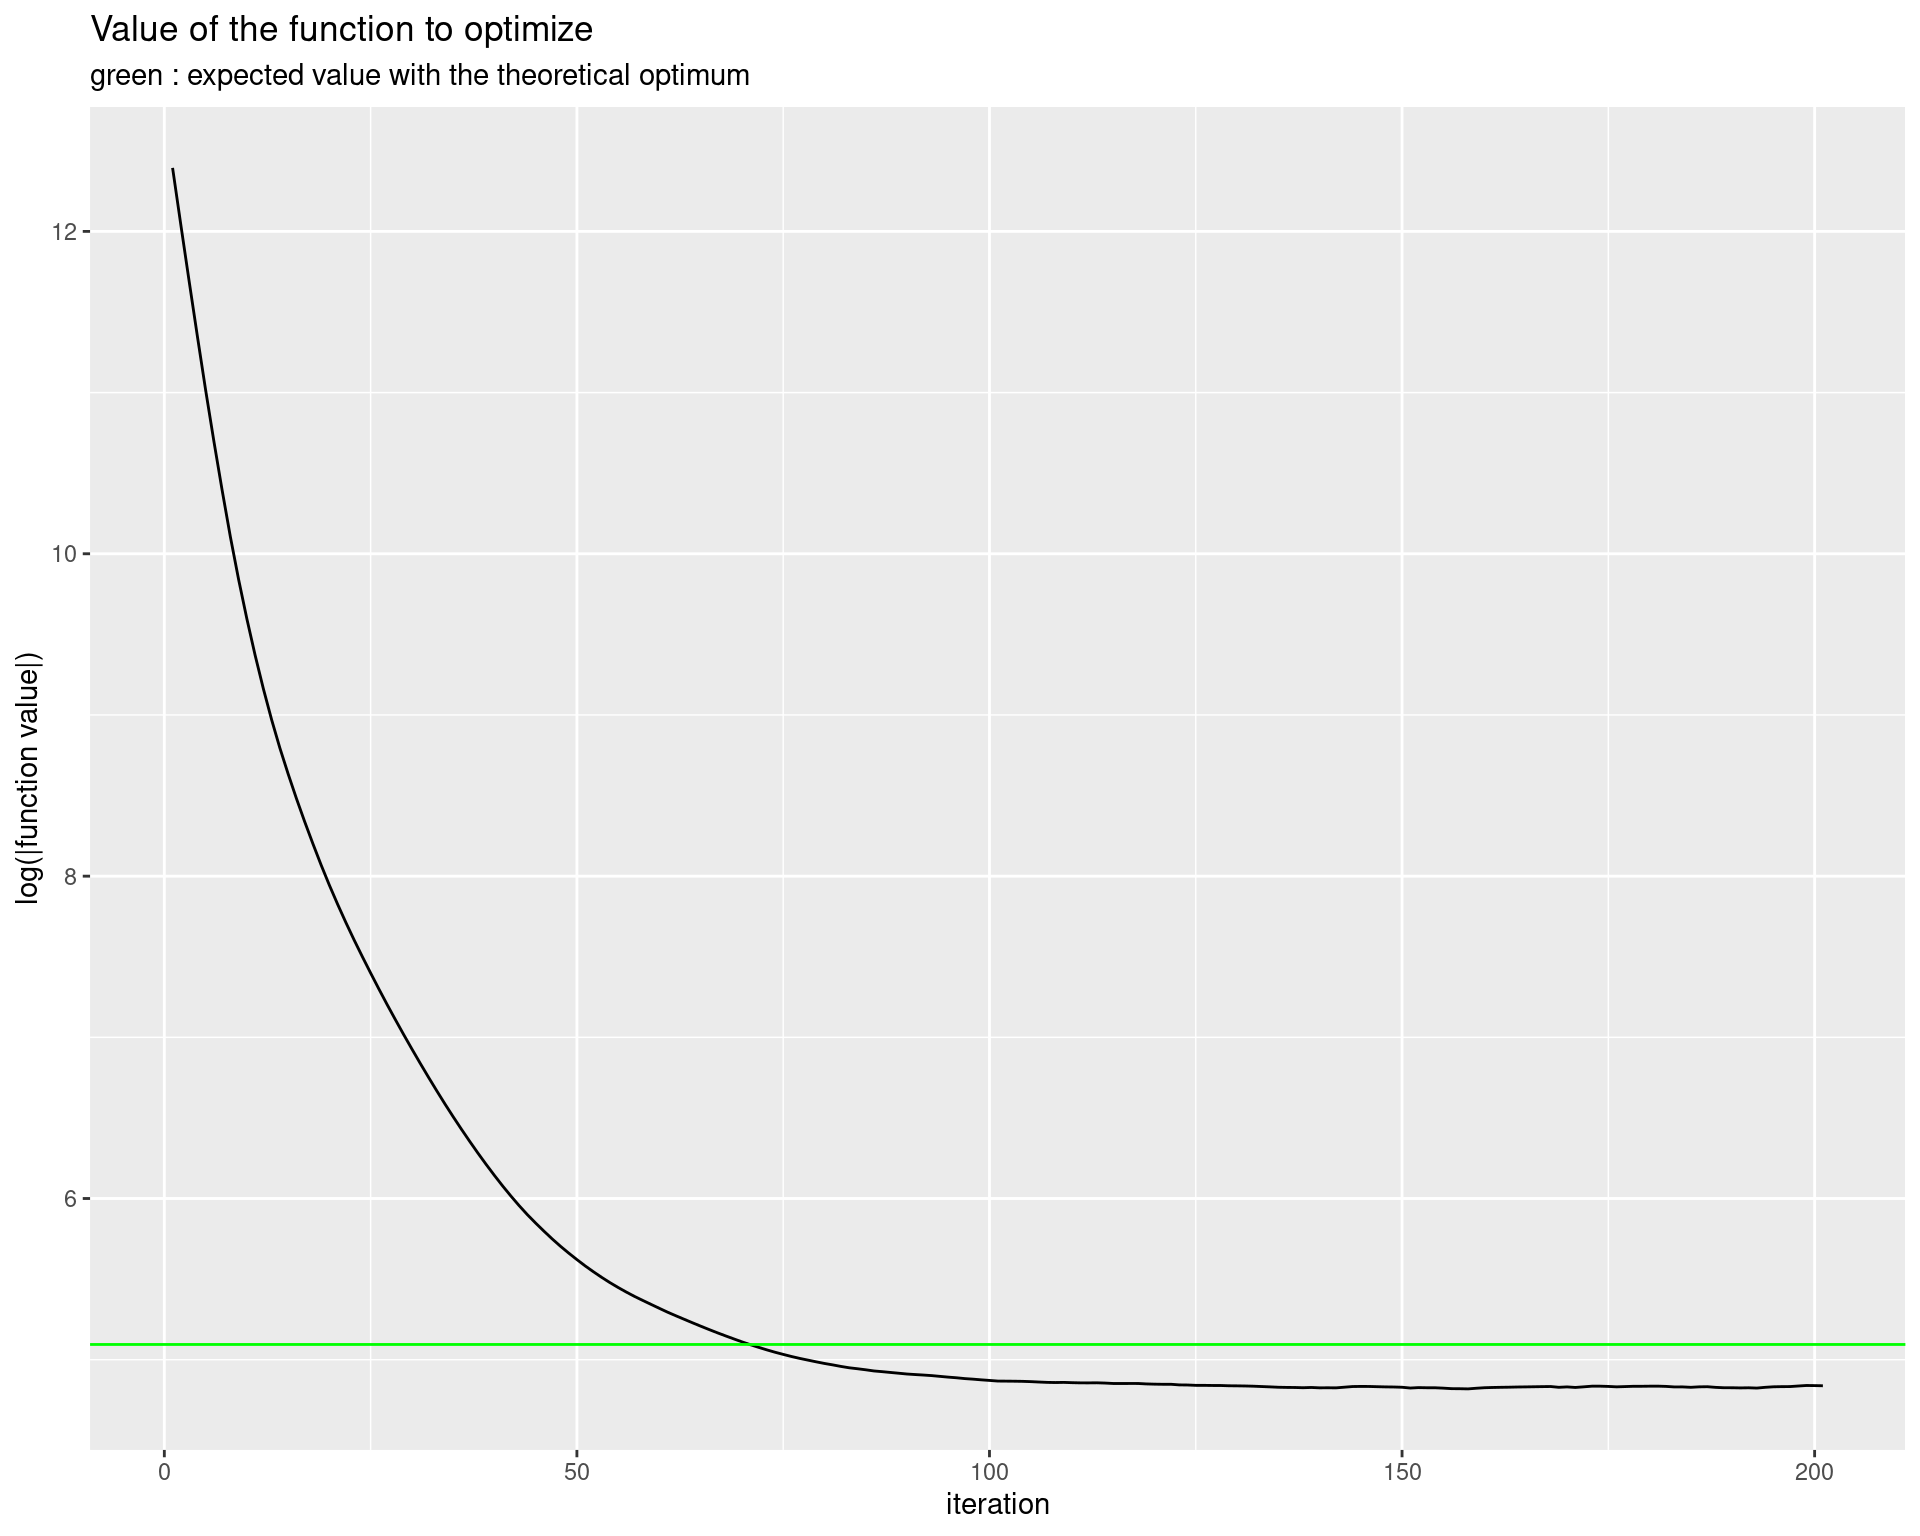 Value of the function to optimize
green : expected value with the theoretical optimum
log(|function value|)
12
10
8
6
0 50 100 150 200
iteration